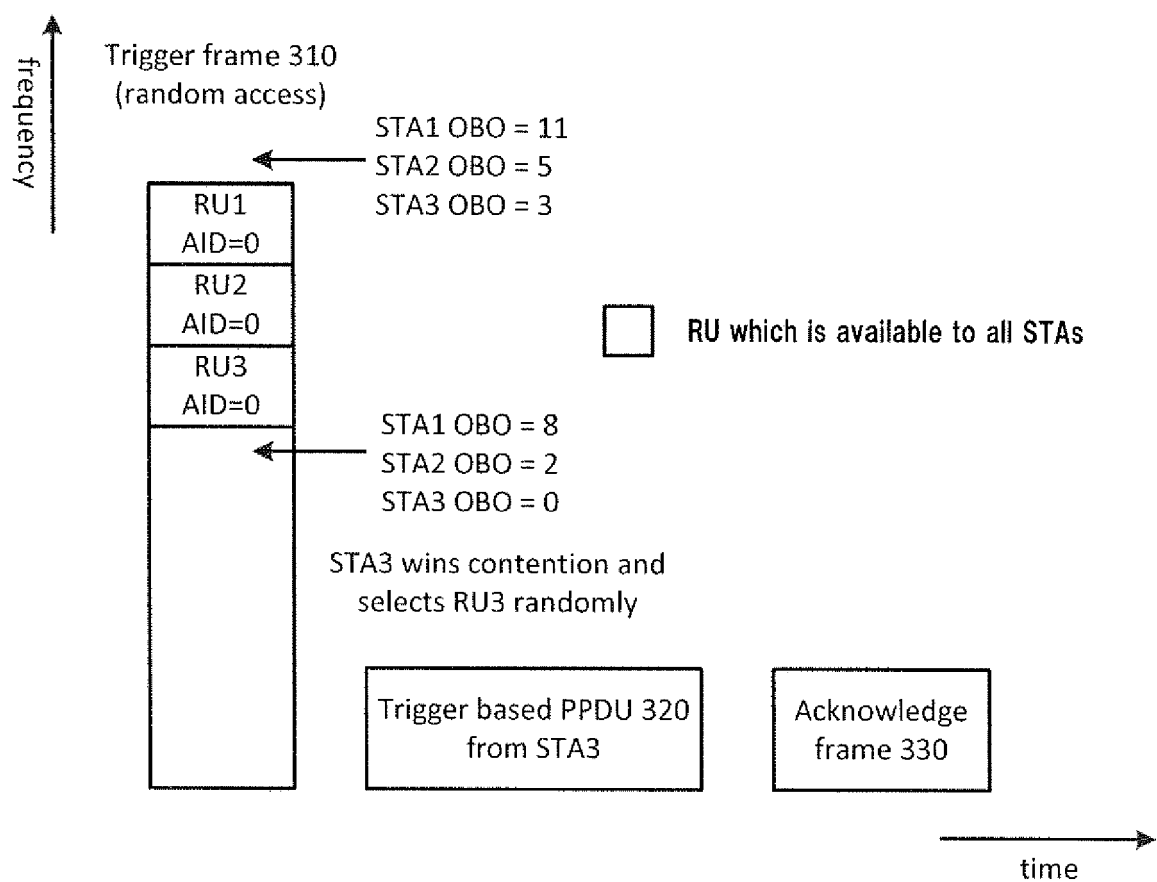 frequency
Trigger frame 310
(random access)
STA1 OBO = 11
STA2 OBO = 5
STA3 OBO = 3
RU1
AID=0
RU2
AID=0
RU3
AID=0
RU which is available to all STAs
STA1 OBO = 8
STA2 OBO = 2
STA3 OBO = 0
STA3 wins contention and
selects RU3 randomly
Trigger based PPDU 320
from STA3
Acknowledge
frame 330
time